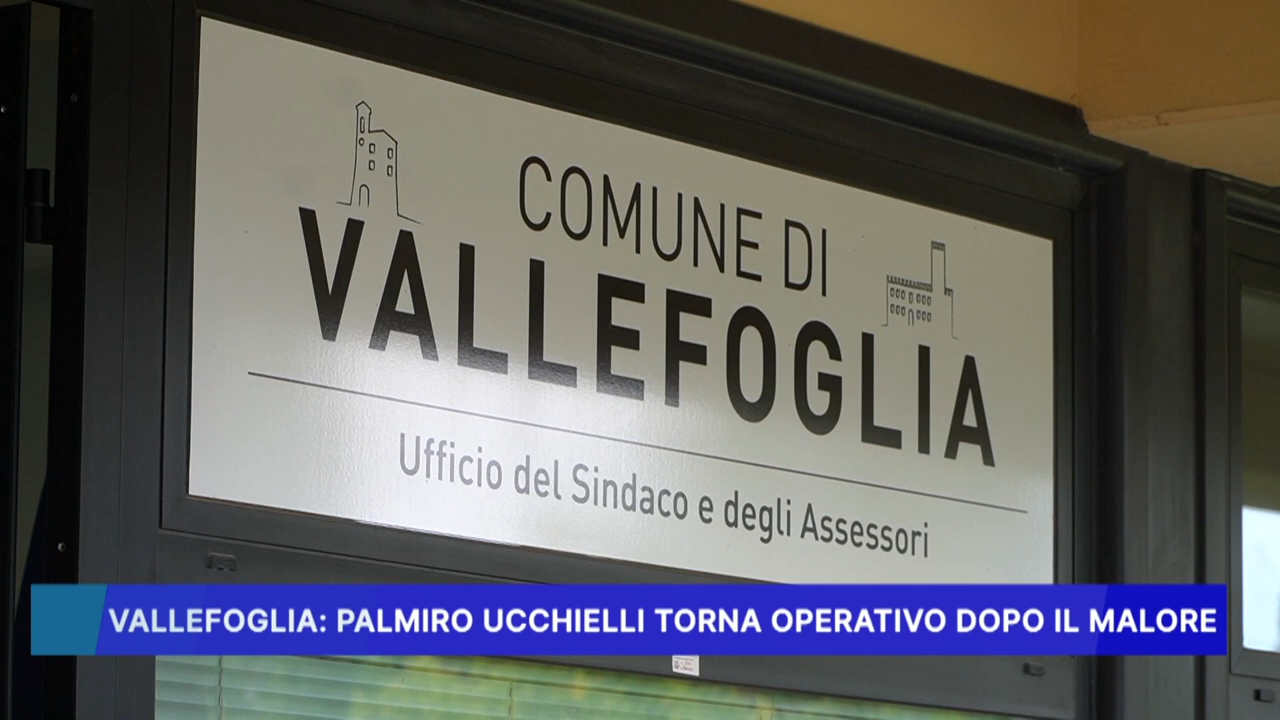 COMUNE DI
VALLEFOGLIA
Ufficio del Sindaco e degli Assessori
VALLEFOGLIA: PALMIRO UCCHIELLI TORNA OPERATIVO DOPO IL MALORE